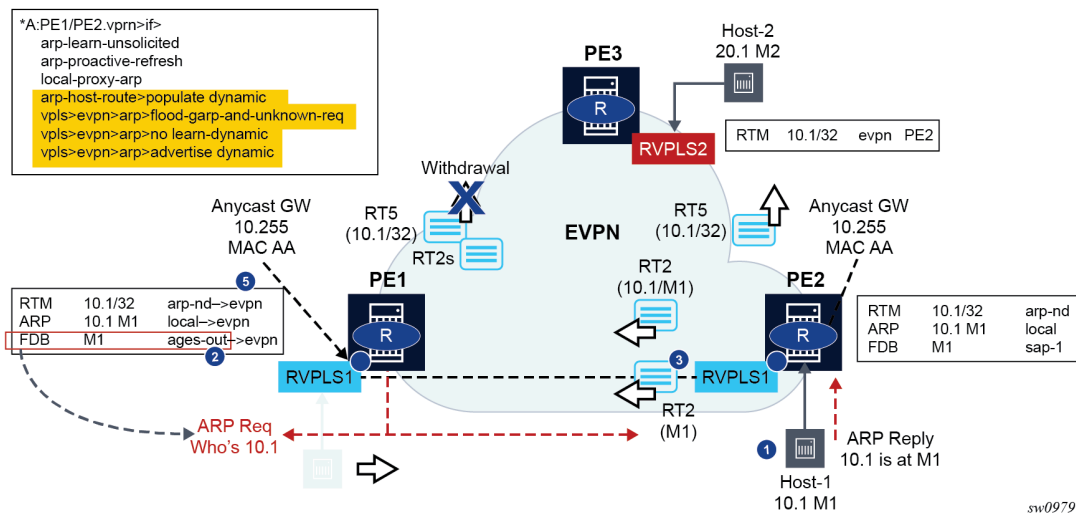 *A:PE1/PE2.vprn>if>
arp-learn-unsolicited
arp-proactive-refresh
local-proxy-arp
arp-host-route>populate dynamic
vpls>evpn>arp>flood-garp-and-unknown-req
vpls>evpn>arp>no learn-dynamic
vpls>evpn>arp>advertise dynamic
Host-2
20.1 M2
PE3
R
RVPLS2
RTM 10.1/32 evpn PE2
Withdrawal
X
RT5
(10.1/32)
RT2s
EVPN
RT5
(10.1/32)
Anycast GW
10.255
MAC AA
Anycast GW
10.255
MAC AA
5
PE1
R
RT2
(10.1/M1)
PE2
R
RTM 10.1/32 arp-nd–>evpn
ARP 10.1 M1 local–>evpn
FDB M1 ages-out–>evpn
2
RTM 10.1/32 arp-nd
ARP 10.1 M1 local
FDB M1 sap-1
RVPLS1
3
RVPLS1
RT2
(M1)
ARP Req
Who's 10.1
1
Host-1
10.1 M1
ARP Reply
10.1 is at M1
sw0979